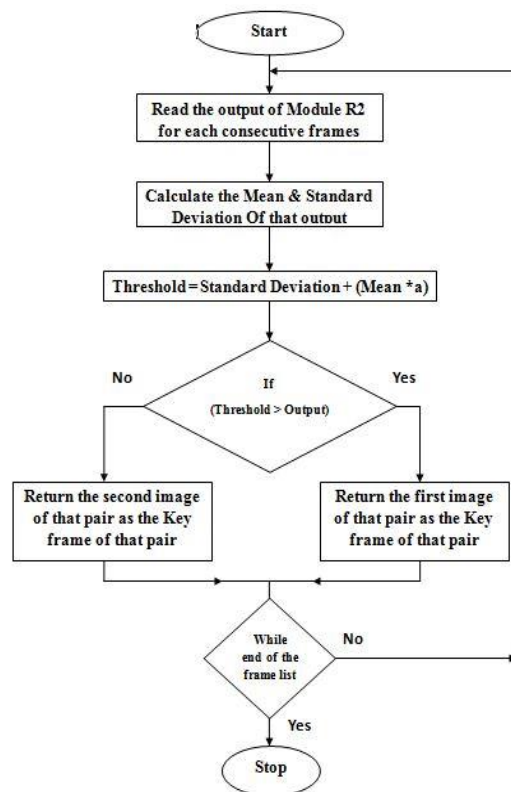 Start
Read the output of Module R2
for each consecutive frames
Calculate the Mean & Standard
Deviation Of that output
Threshold = Standard Deviation + (Mean *a)
No
If
Yes
(Threshold > Output)
Return the second image
of that pair as the Key
frame of that pair
Return the first image
of that pair as the Key
frame of that pair
While
end of the
frame list
No
Yes
Stop